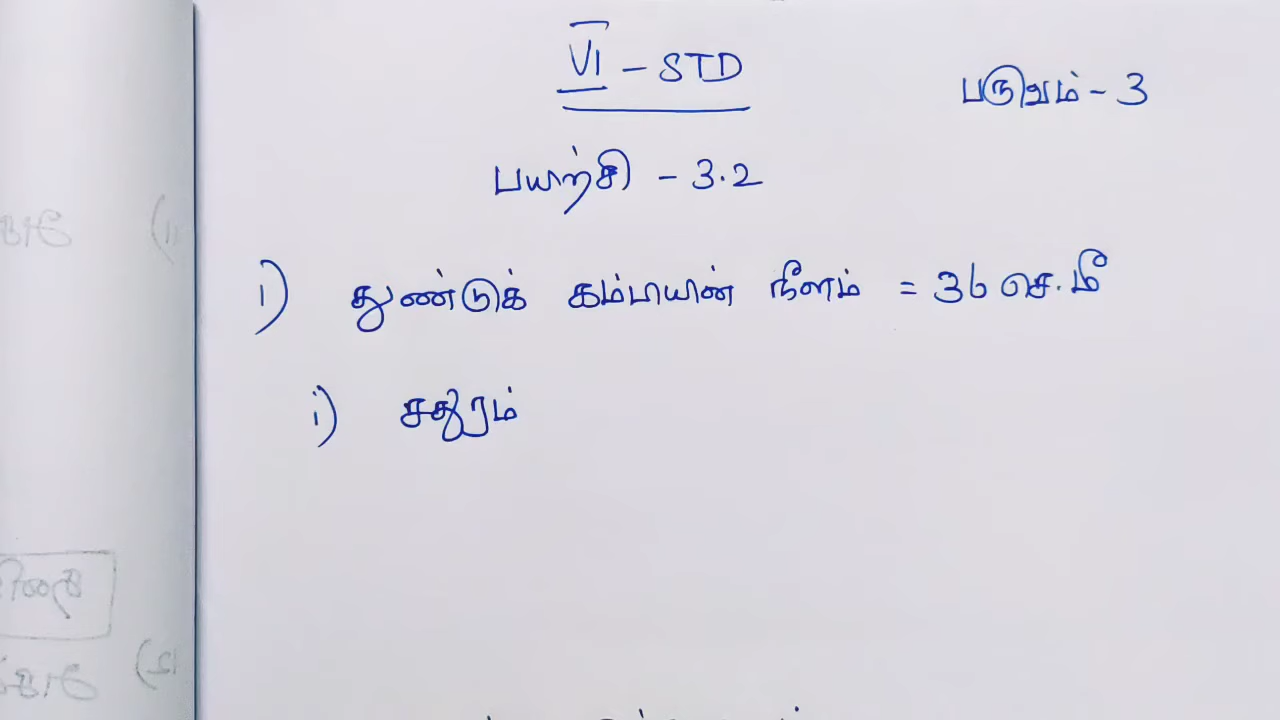 VI - STD
பருவம் - 3
பயிற்சி - 3.2
1) துண்டுக் கம்பியின் நீளம் = 36 செ.மீ
i) சதுரம்